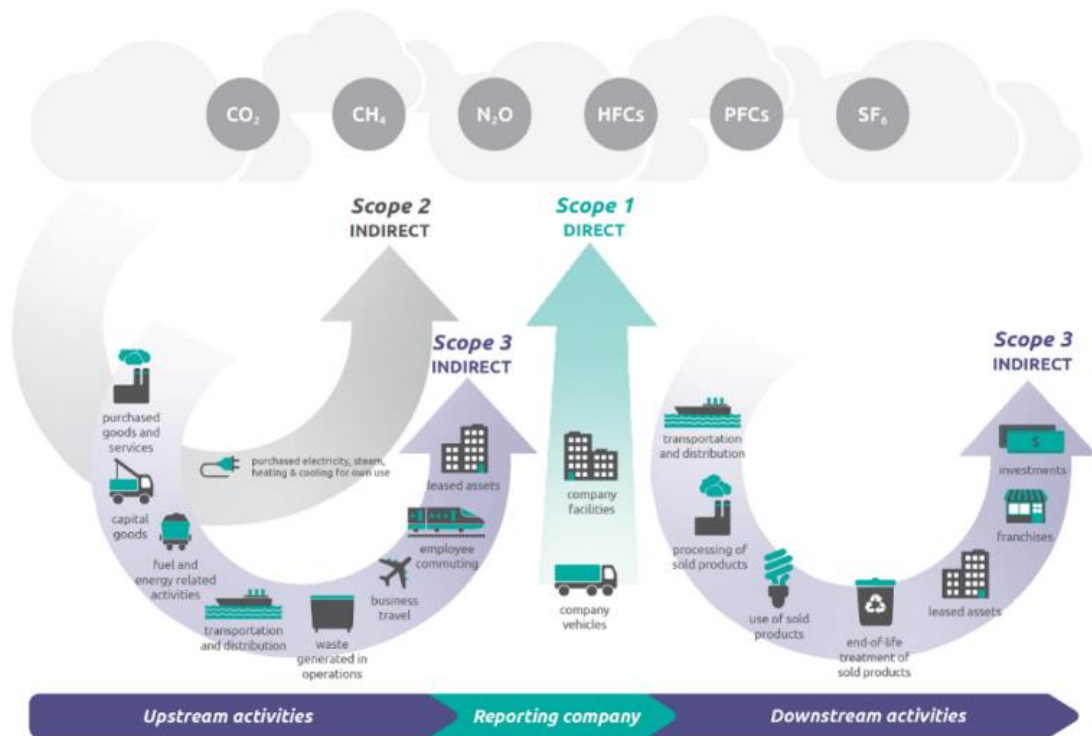 CO₂
CH₄
N₂O
HFCs
PFCs
SF₆
Scope 2
INDIRECT
Scope 1
DIRECT
Scope 3
INDIRECT
Scope 3
INDIRECT
purchased
goods and
services
capital
goods
fuel and
energy related
activities
transportation
and distribution
waste
generated in
operations
business
travel
employee
commuting
leased assets
purchased electricity, steam,
heating & cooling for own use
company
facilities
company
vehicles
transportation
and distribution
processing of
sold products
use of sold
products
end-of-life
treatment of
sold products
leased assets
franchises
$
investments
Upstream activities
Reporting company
Downstream activities